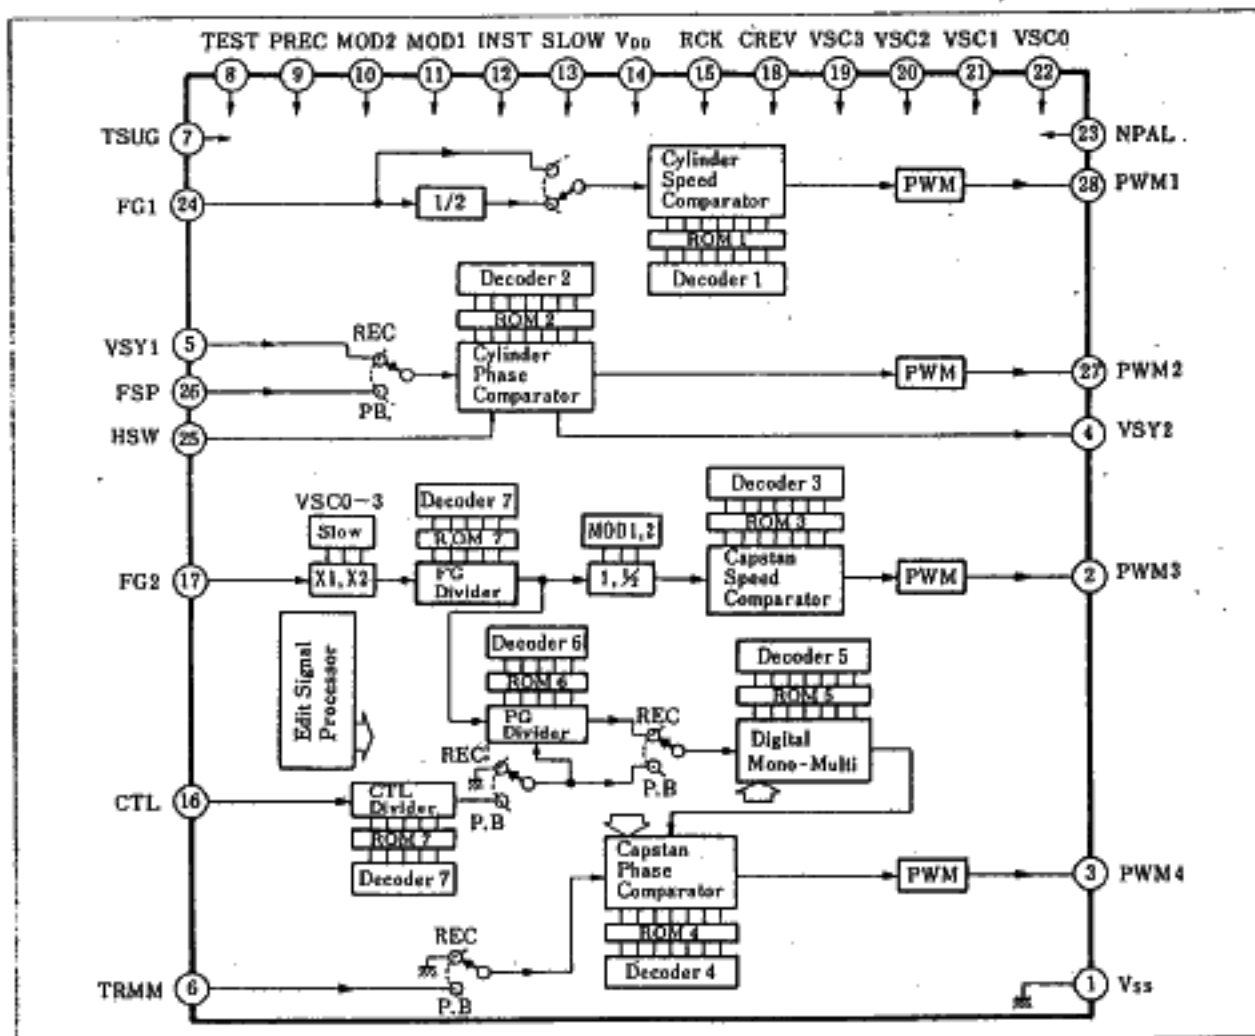 TEST PREC MOD2 MOD1 INST SLOW VDD RCK CREV VSC3 VSC2 VSC1 VSC0
8 9 10 11 12 13 14 15 18 19 20 21 22
TSUG 7
23 NPAL
FG1 24
1/2
Cylinder
Speed
Comparator
PWM
28 PWM1
ROM 1
Decoder 1
Decoder 2
ROM 2
VSY1 5
REC
Cylinder
Phase
Comparator
PWM
27 PWM2
FSP 26
PB.
HSW 25
4 VSY2
VSC0-3
Slow
Decoder 7
ROM 7
MOD1,2
Decoder 3
ROM 3
FG2 17
X1, X2
FG
Divider
1, ½
Capstan
Speed
Comparator
PWM
2 PWM3
Edit Signal
Processor
Decoder 6
ROM 6
PG
Divider
REC
P.B
Decoder 5
ROM 5
Digital
Mono-Multi
REC
P.B
CTL 16
CTL
Divider
ROM 7
Decoder 7
Capstan
Phase
Comparator
PWM
3 PWM4
ROM 4
Decoder 4
REC
P.B
TRMM 6
1 Vss